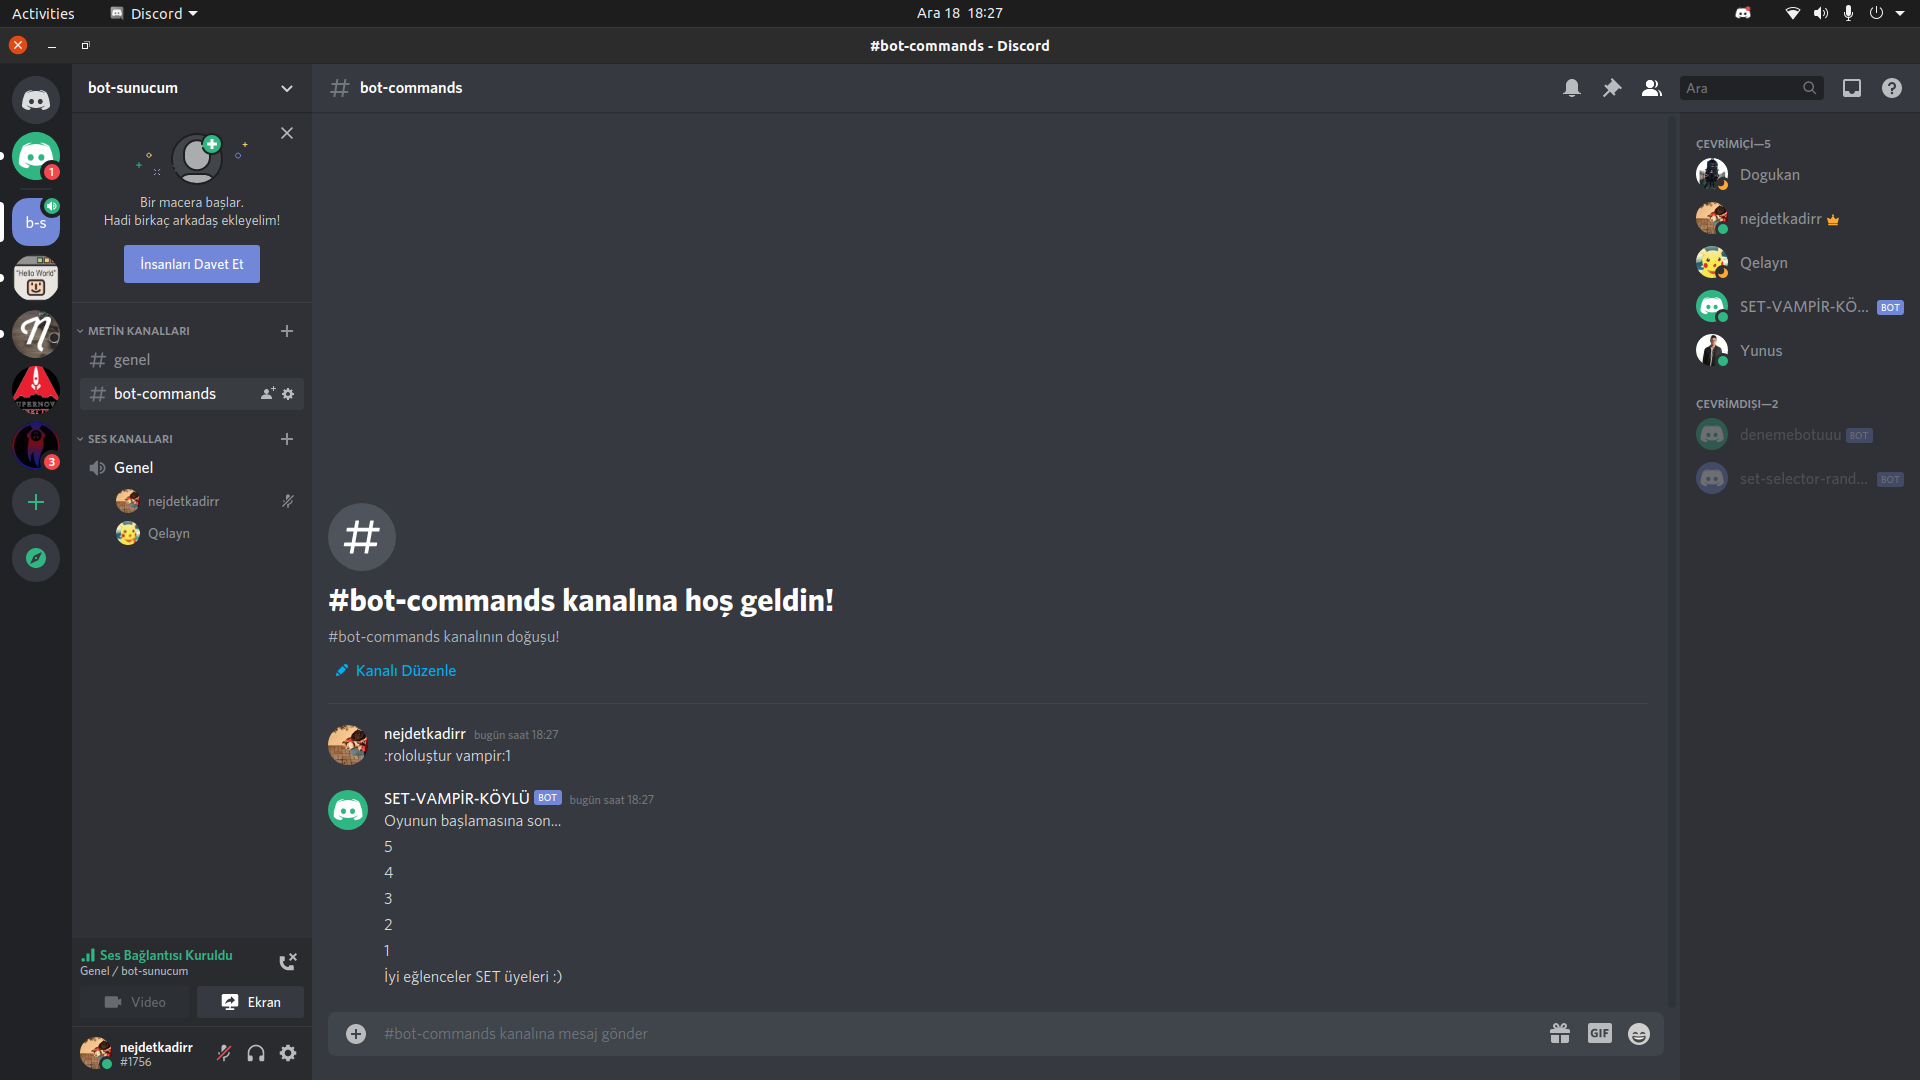 Activities
Discord
Ara 18 18:27
#bot-commands - Discord
bot-sunucum
bot-commands
Ara
1
b-s
"Hello World"
3
Bir macera başlar.
Hadi birkaç arkadaş ekleyelim!
İnsanları Davet Et
METİN KANALLARI
genel
bot-commands
SES KANALLARI
Genel
nejdetkadirr
Qelayn
#bot-commands kanalına hoş geldin!
#bot-commands kanalının doğuşu!
Kanalı Düzenle
nejdetkadirr bugün saat 18:27
:rololuştur vampir:1
SET-VAMPİR-KÖYLÜ BOT bugün saat 18:27
Oyunun başlamasına son...
5
4
3
2
1
İyi eğlenceler SET üyeleri :)
#bot-commands kanalına mesaj gönder
GIF
ÇEVRİMİÇİ—5
Dogukan
nejdetkadirr
Qelayn
SET-VAMPİR-KÖ... BOT
Yunus
ÇEVRİMDIŞI—2
denemebotuuu BOT
set-selector-rand... BOT
Ses Bağlantısı Kuruldu
Genel / bot-sunucum
Video
Ekran
nejdetkadirr
#1756